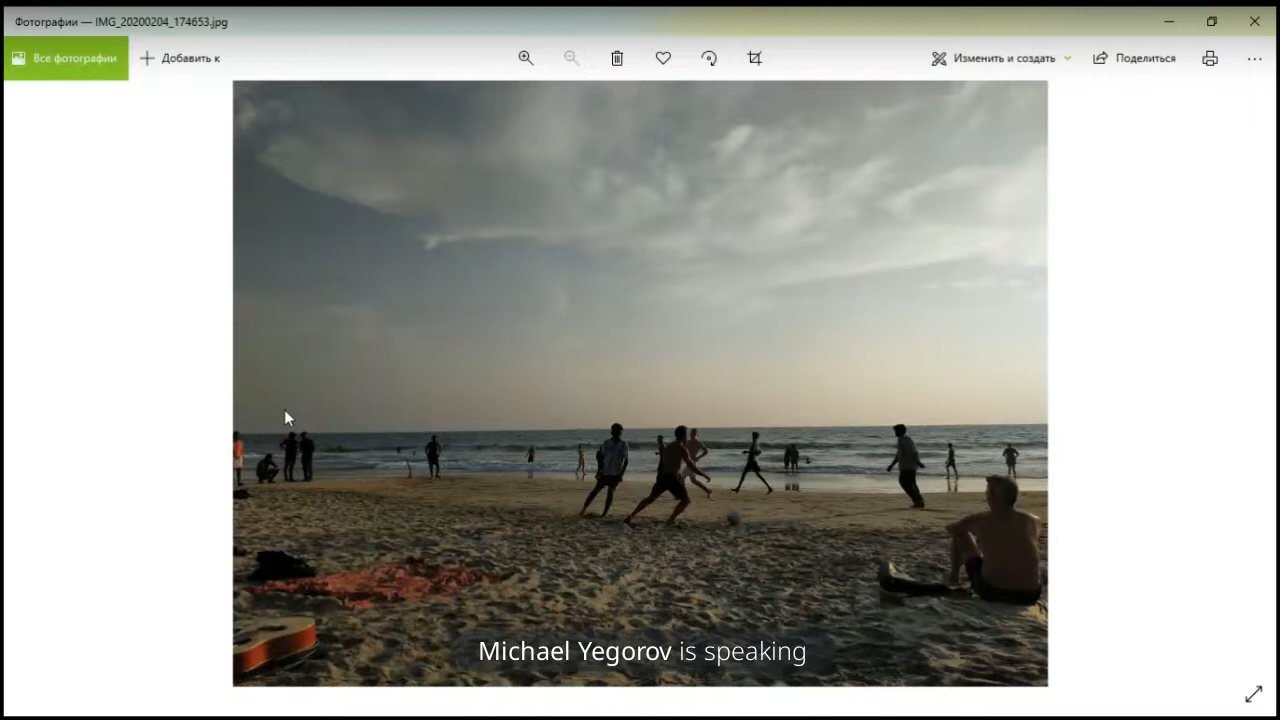 Фотографии — IMG_20200204_174653.jpg
Все фотографии
Добавить к
Изменить и создать
Поделиться
Michael Yegorov is speaking